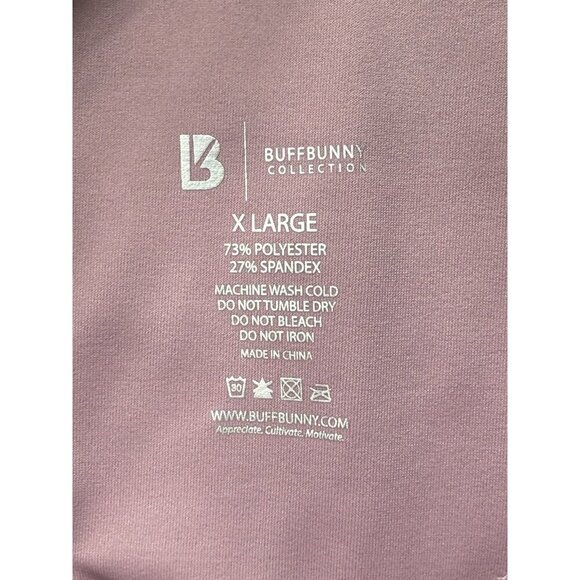 B
BUFFBUNNY
COLLECTION
X LARGE
73% POLYESTER
27% SPANDEX
MACHINE WASH COLD
DO NOT TUMBLE DRY
DO NOT BLEACH
DO NOT IRON
MADE IN CHINA
30
WWW.BUFFBUNNY.COM
Appreciate. Cultivate. Motivate.